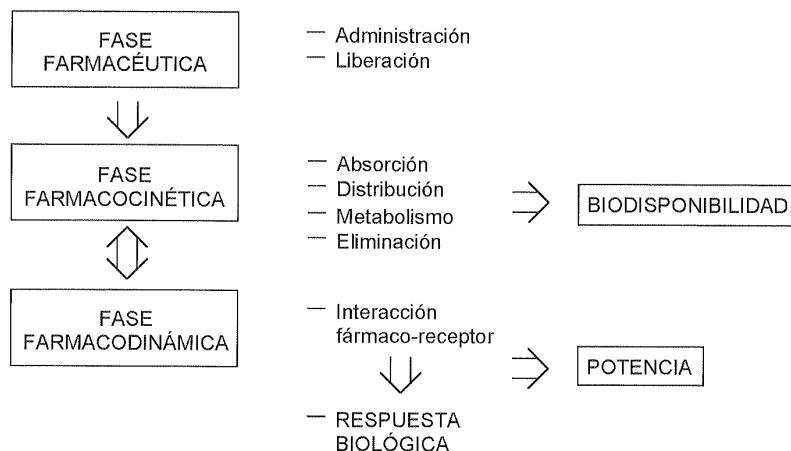 FASE
FARMACÉUTICA
— Administración
— Liberación
FASE
FARMACOCINÉTICA
— Absorción
— Distribución
— Metabolismo
— Eliminación
BIODISPONIBILIDAD
FASE
FARMACODINÁMICA
— Interacción
fármaco-receptor
POTENCIA
— RESPUESTA
BIOLÓGICA